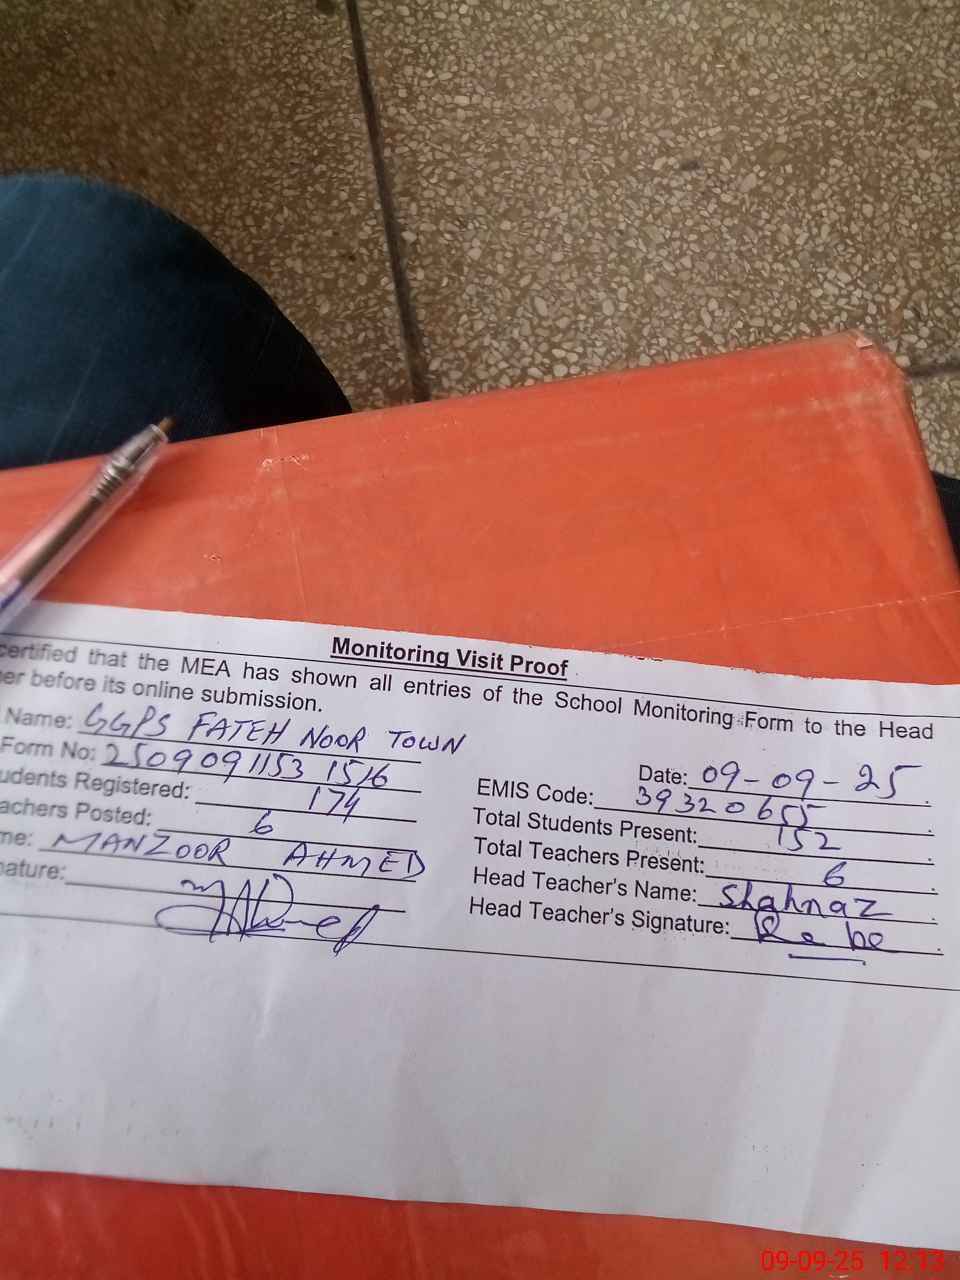 Monitoring Visit Proof
certified that the MEA has shown all entries of the School Monitoring Form to the Head
er before its online submission.
Name: GGPS FATEH NOOR TOWN
Date: 09-09-25
Form No: 2509091153 1516
EMIS Code: 39320655
udents Registered: 174
Total Students Present: 152
achers Posted: 6
Total Teachers Present: 6
me: MANZOOR AHMED
Head Teacher's Name: Shahnaz
nature:
Head Teacher's Signature:
09-09-25 12:13